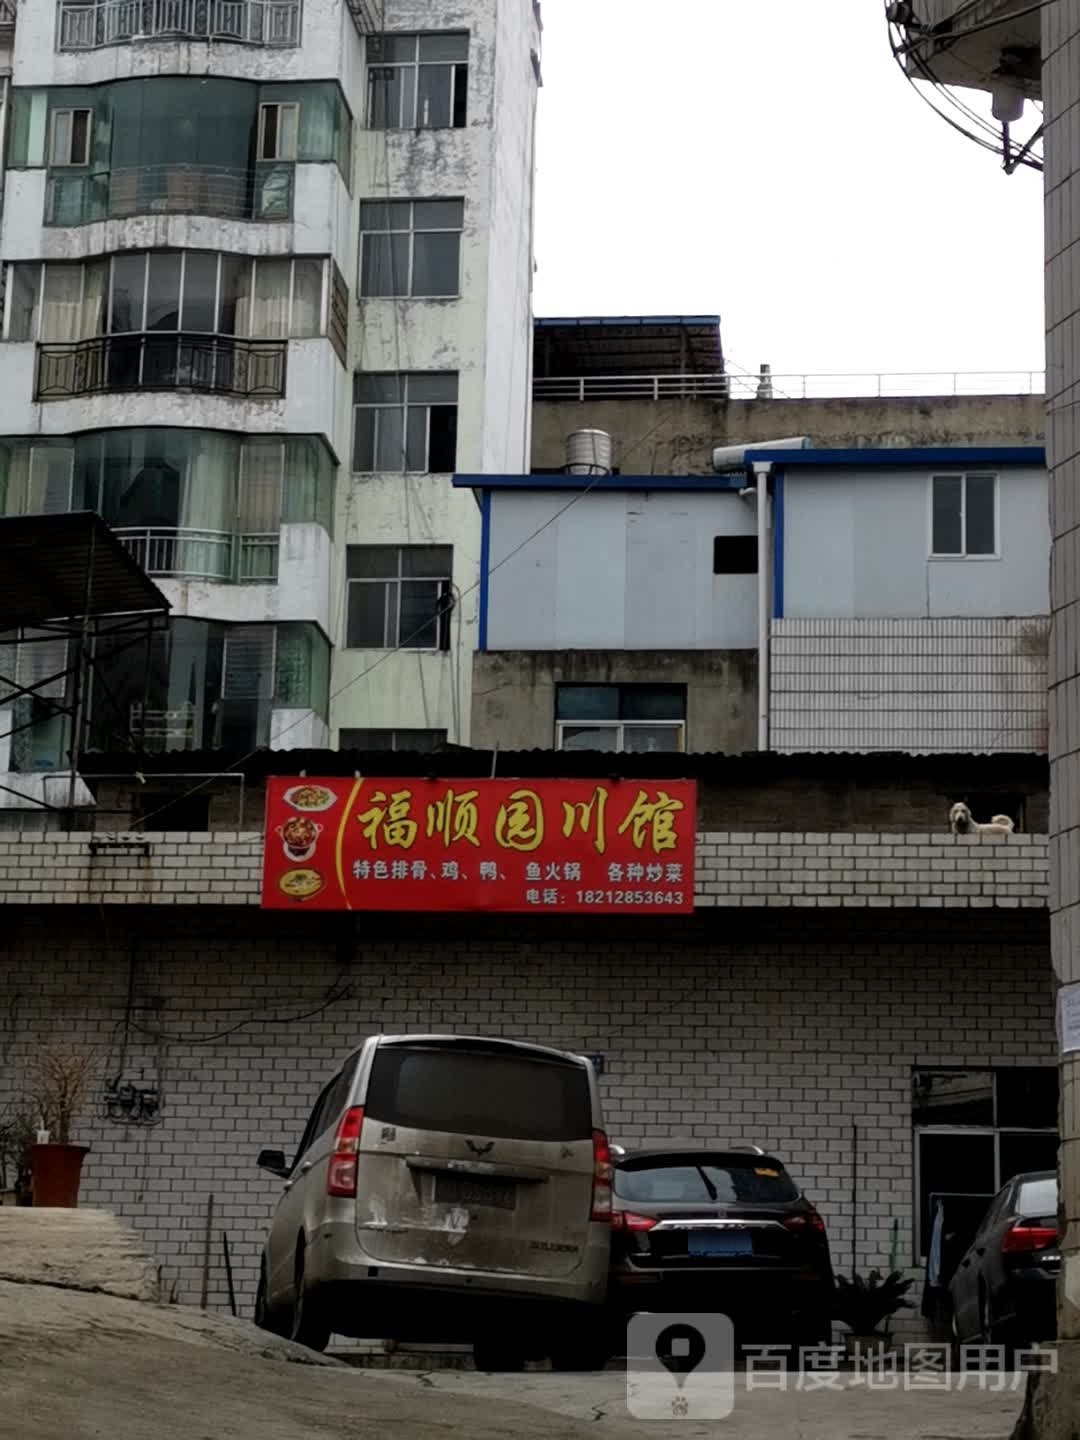 福顺园川馆
特色排骨、鸡、鸭、 鱼火锅 各种炒菜
电话：18212853643
百度地图用户